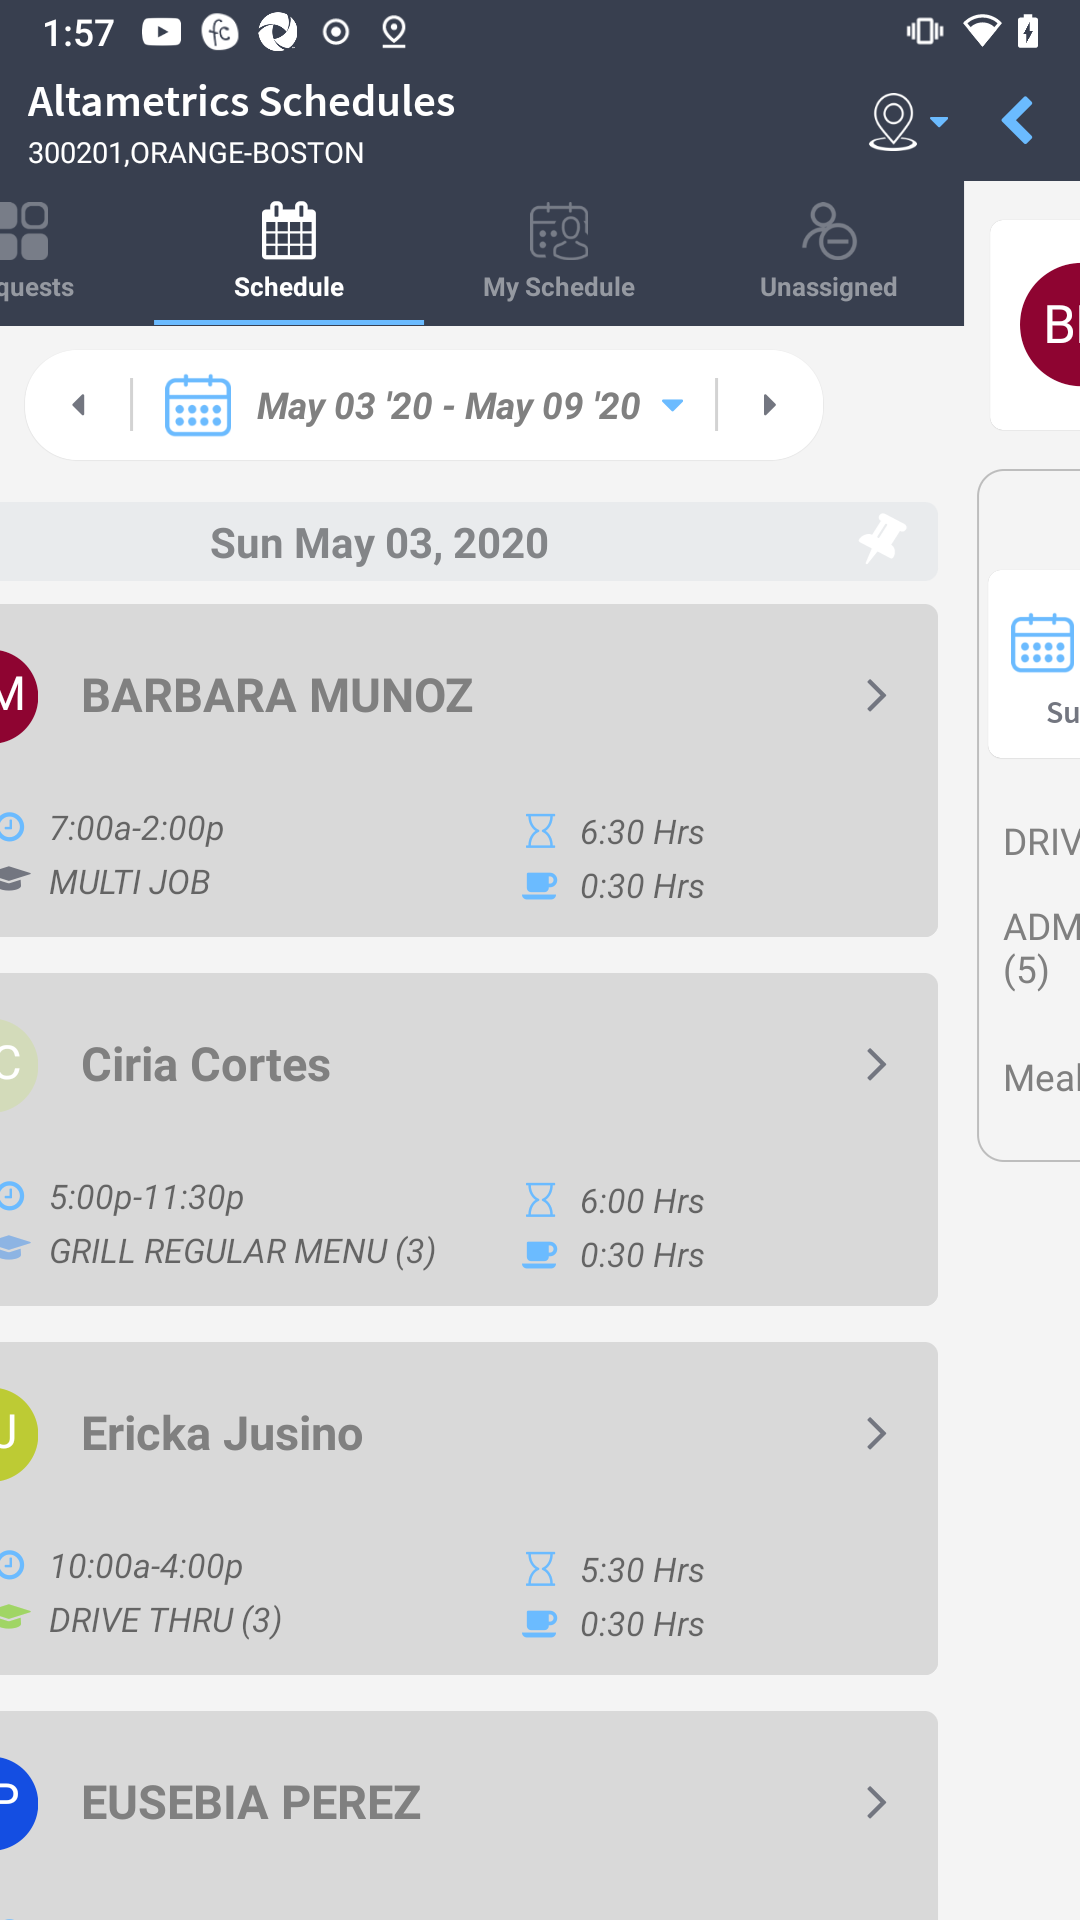 1:57
Altametrics Schedules
300201,ORANGE-BOSTON
quests
Schedule
My Schedule
Unassigned
May 03 '20 - May 09 '20
Sun May 03, 2020
M
BARBARA MUNOZ
7:00a-2:00p
6:30 Hrs
MULTI JOB
0:30 Hrs
C
Ciria Cortes
5:00p-11:30p
6:00 Hrs
GRILL REGULAR MENU (3)
0:30 Hrs
J
Ericka Jusino
10:00a-4:00p
5:30 Hrs
DRIVE THRU (3)
0:30 Hrs
P
EUSEBIA PEREZ
B
Su
DRIV
ADM
(5)
Meal